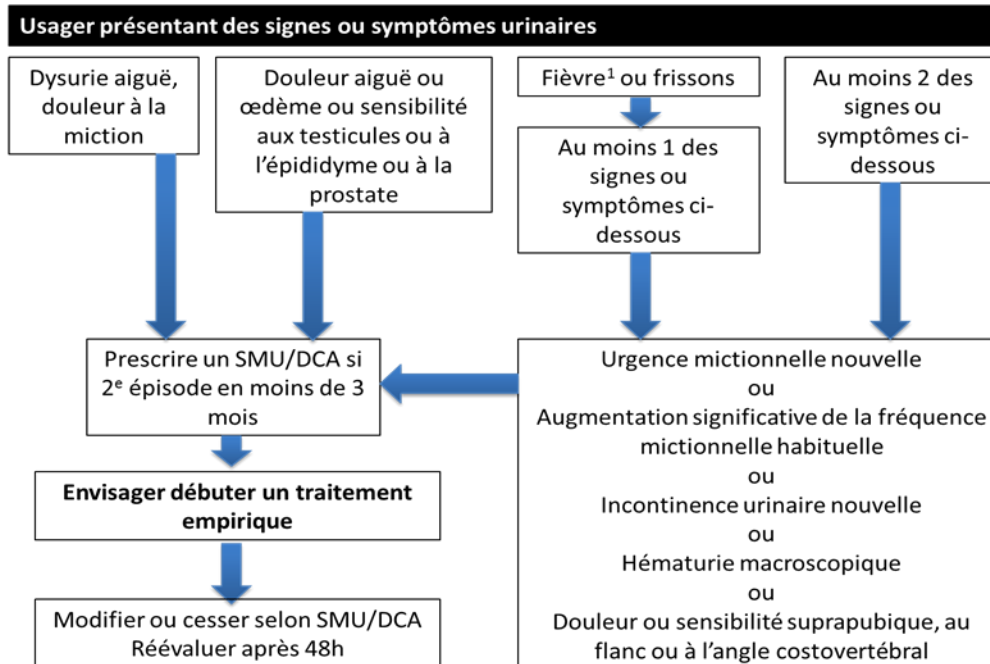 Usager présentant des signes ou symptômes urinaires
Dysurie aiguë,
douleur à la
miction
Douleur aiguë ou
œdème ou sensibilité
aux testicules ou à
l’épididyme ou à la
prostate
Fièvre¹ ou frissons
Au moins 1 des
signes ou
symptômes ci-
dessous
Au moins 2 des
signes ou
symptômes ci-
dessous
Prescrire un SMU/DCA si
2ᵉ épisode en moins de 3
mois
Envisager débuter un traitement
empirique
Modifier ou cesser selon SMU/DCA
Réévaluer après 48h
Urgence mictionnelle nouvelle
ou
Augmentation significative de la fréquence
mictionnelle habituelle
ou
Incontinence urinaire nouvelle
ou
Hématurie macroscopique
ou
Douleur ou sensibilité suprapubique, au
flanc ou à l’angle costovertébral